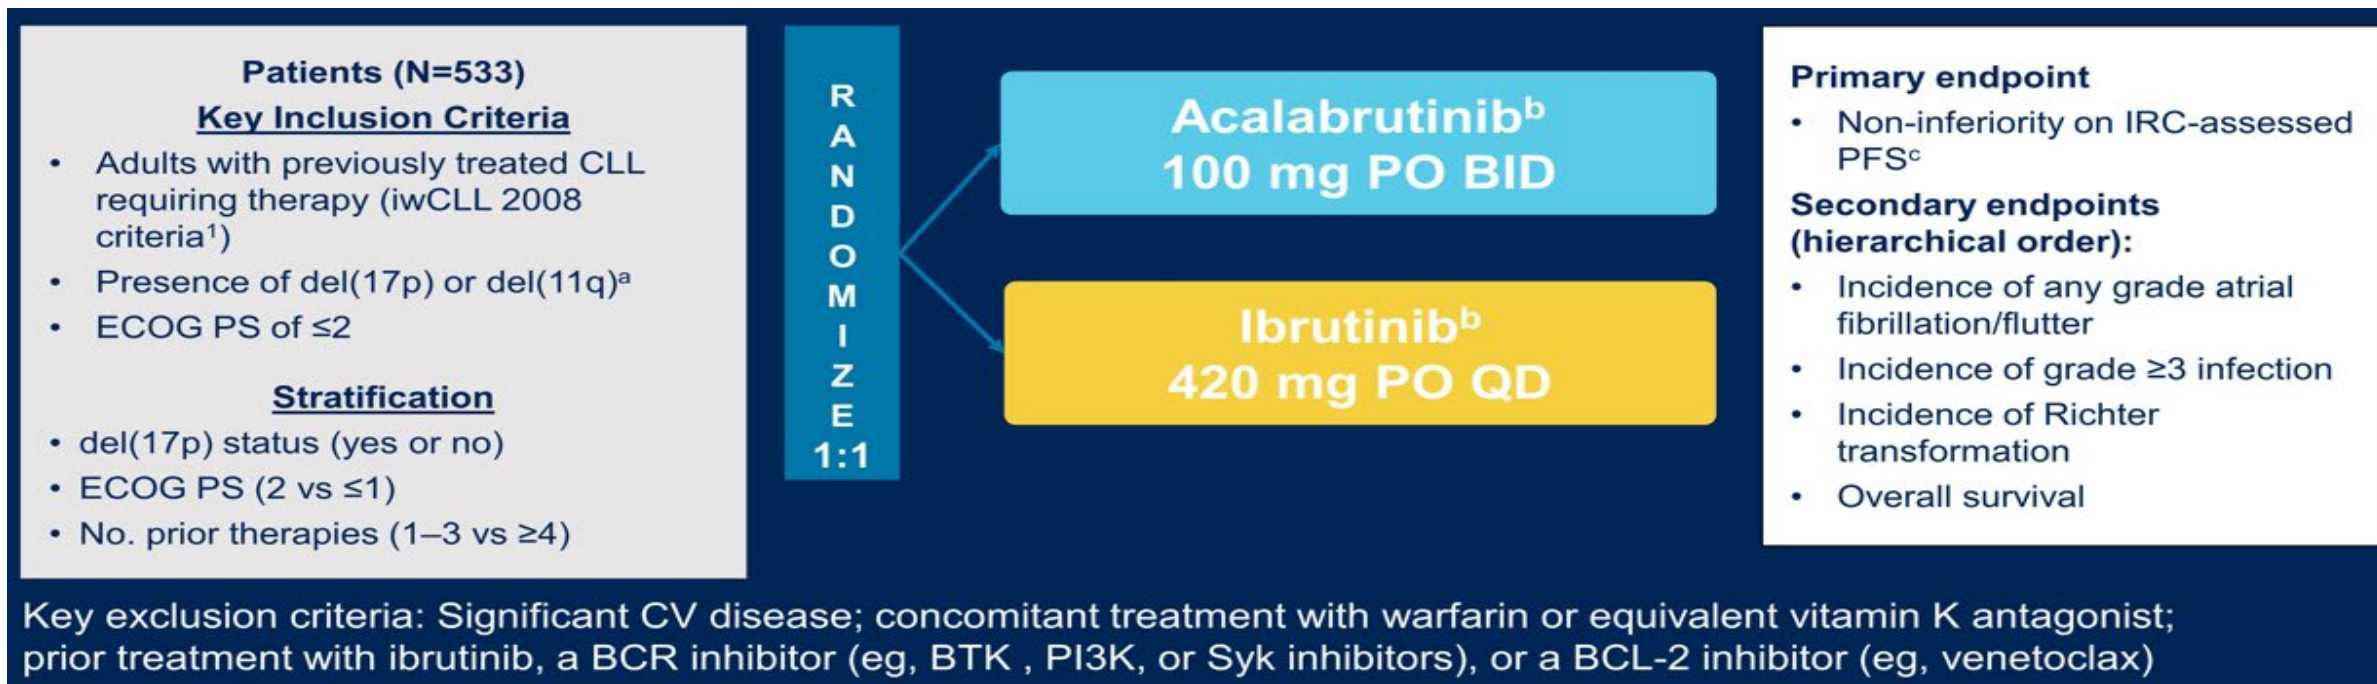 Patients (N=533)
Key Inclusion Criteria
• Adults with previously treated CLL
requiring therapy (iwCLL 2008
criteria¹)
• Presence of del(17p) or del(11q)ᵃ
• ECOG PS of ≤2
Stratification
• del(17p) status (yes or no)
• ECOG PS (2 vs ≤1)
• No. prior therapies (1–3 vs ≥4)
R
A
N
D
O
M
I
Z
E
1:1
Acalabrutinibᵇ
100 mg PO BID
Ibrutinibᵇ
420 mg PO QD
Primary endpoint
• Non-inferiority on IRC-assessed
PFSᶜ
Secondary endpoints
(hierarchical order):
• Incidence of any grade atrial
fibrillation/flutter
• Incidence of grade ≥3 infection
• Incidence of Richter
transformation
• Overall survival
Key exclusion criteria: Significant CV disease; concomitant treatment with warfarin or equivalent vitamin K antagonist;
prior treatment with ibrutinib, a BCR inhibitor (eg, BTK , PI3K, or Syk inhibitors), or a BCL-2 inhibitor (eg, venetoclax)